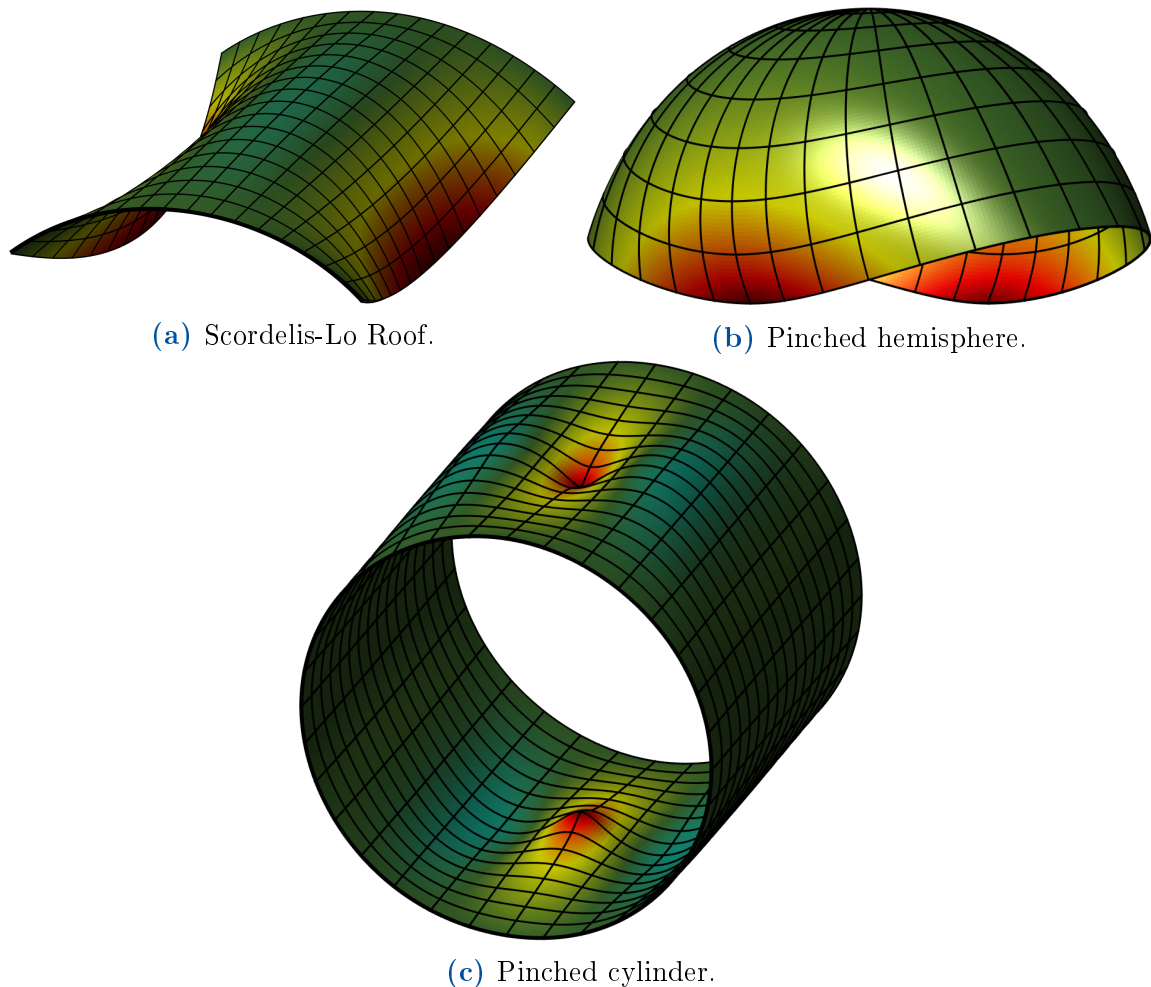 (a) Scordelis-Lo Roof.
(b) Pinched hemisphere.
(c) Pinched cylinder.